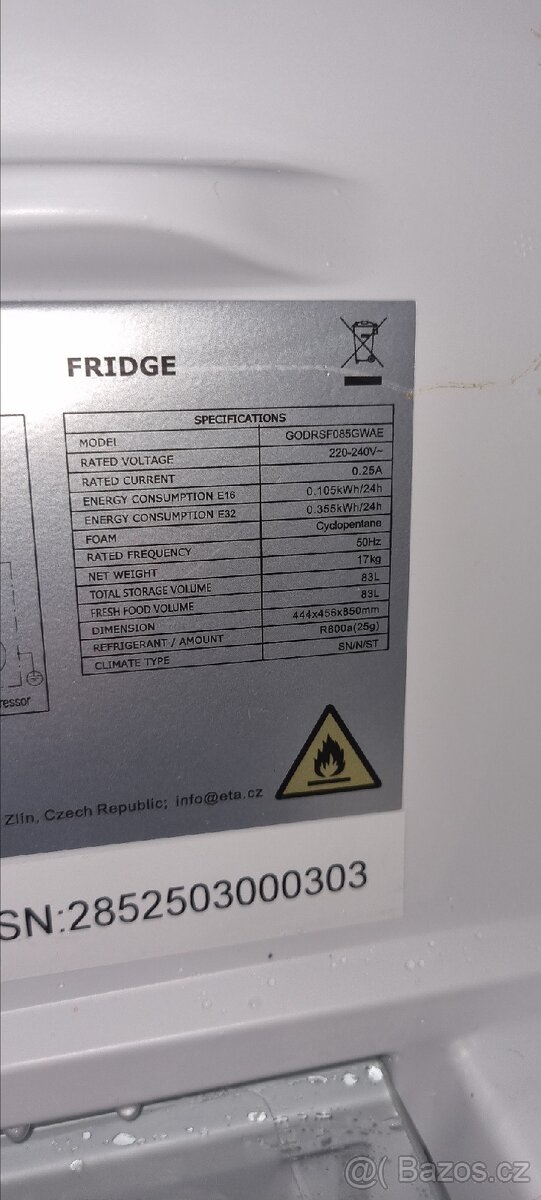 FRIDGE
SPECIFICATIONS
MODEL GODRSF085GWAE
RATED VOLTAGE 220-240V~
RATED CURRENT 0.25A
ENERGY CONSUMPTION E16 0.105kWh/24h
ENERGY CONSUMPTION E32 0.355kWh/24h
FOAM Cyclopentane
RATED FREQUENCY 50Hz
NET WEIGHT 17kg
TOTAL STORAGE VOLUME 83L
FRESH FOOD VOLUME 83L
DIMENSION 444x456x850mm
REFRIGERANT / AMOUNT R600a(25g)
CLIMATE TYPE SN/N/ST
ressor
Zlín, Czech Republic; info@eta.cz
SN:2852503000303
@( Bazos.cz